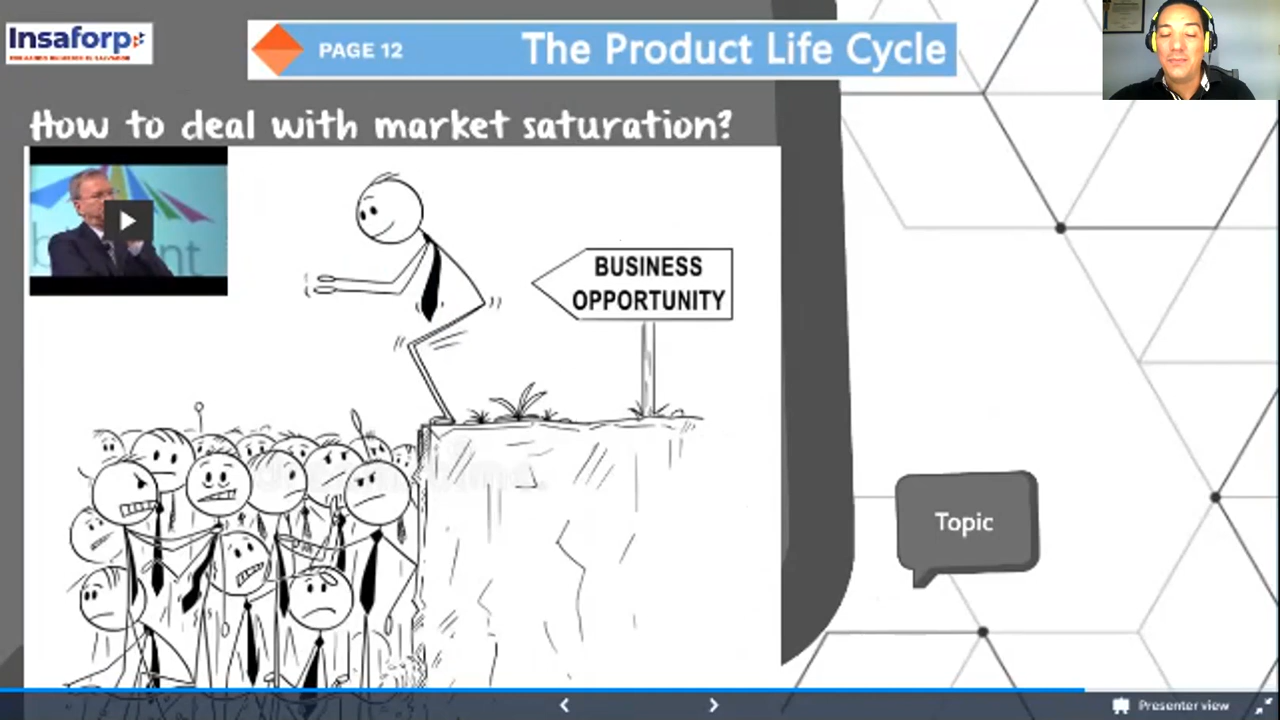 Insaforp
PAGE 12
The Product Life Cycle
How to deal with market saturation?
BUSINESS
OPPORTUNITY
Topic
Presenter view